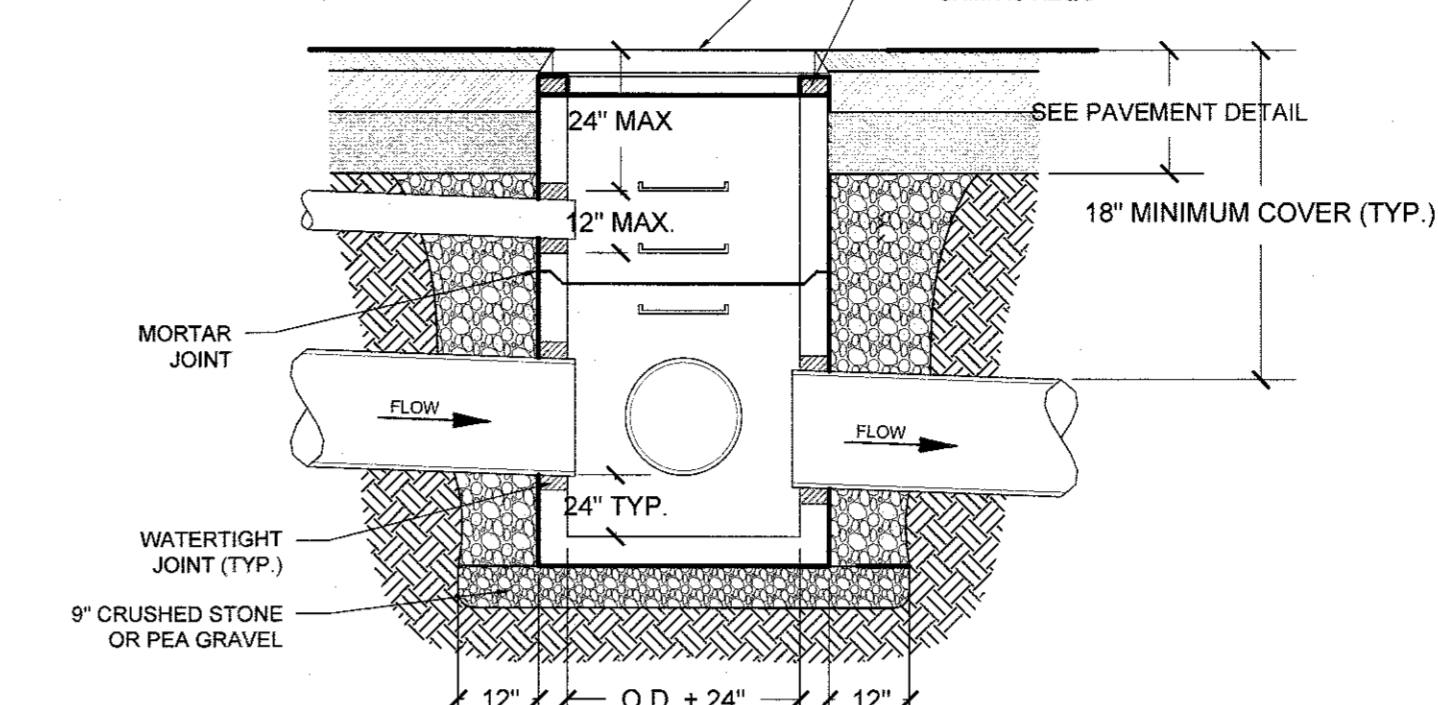 24" MAX
SEE PAVEMENT DETAIL
12" MAX.
18" MINIMUM COVER (TYP.)
MORTAR
JOINT
FLOW
FLOW
24" TYP.
WATERTIGHT
JOINT (TYP.)
9" CRUSHED STONE
OR PEA GRAVEL
12"
O.D. + 24"
12"